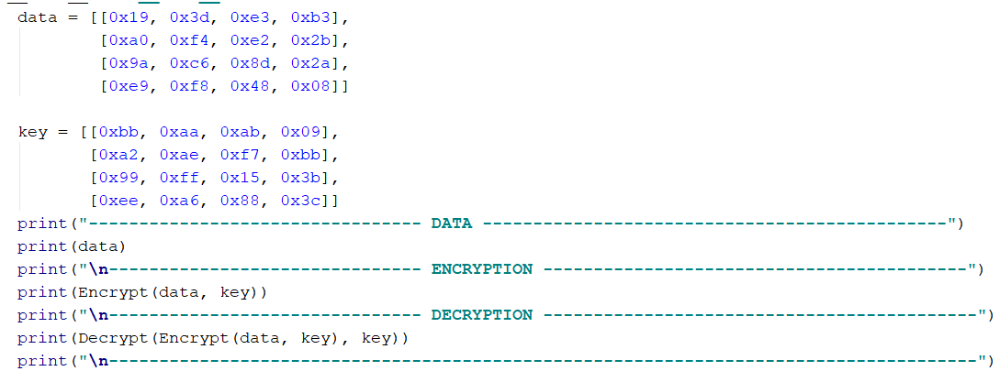 data = [[0x19, 0x3d, 0xe3, 0xb3],
[0xa0, 0xf4, 0xe2, 0x2b],
[0x9a, 0xc6, 0x8d, 0x2a],
[0xe9, 0xf8, 0x48, 0x08]]
key = [[0xbb, 0xaa, 0xab, 0x09],
[0xa2, 0xae, 0xf7, 0xbb],
[0x99, 0xff, 0x15, 0x3b],
[0xee, 0xa6, 0x88, 0x3c]]
print("--------------------------------- DATA ----------------------------------------------")
print(data)
print("\n------------------------------- ENCRYPTION ------------------------------------------")
print(Encrypt(data, key))
print("\n------------------------------- DECRYPTION -------------------------------------------")
print(Decrypt(Encrypt(data, key), key))
print("\n--------------------------------------------------------------------------------------")